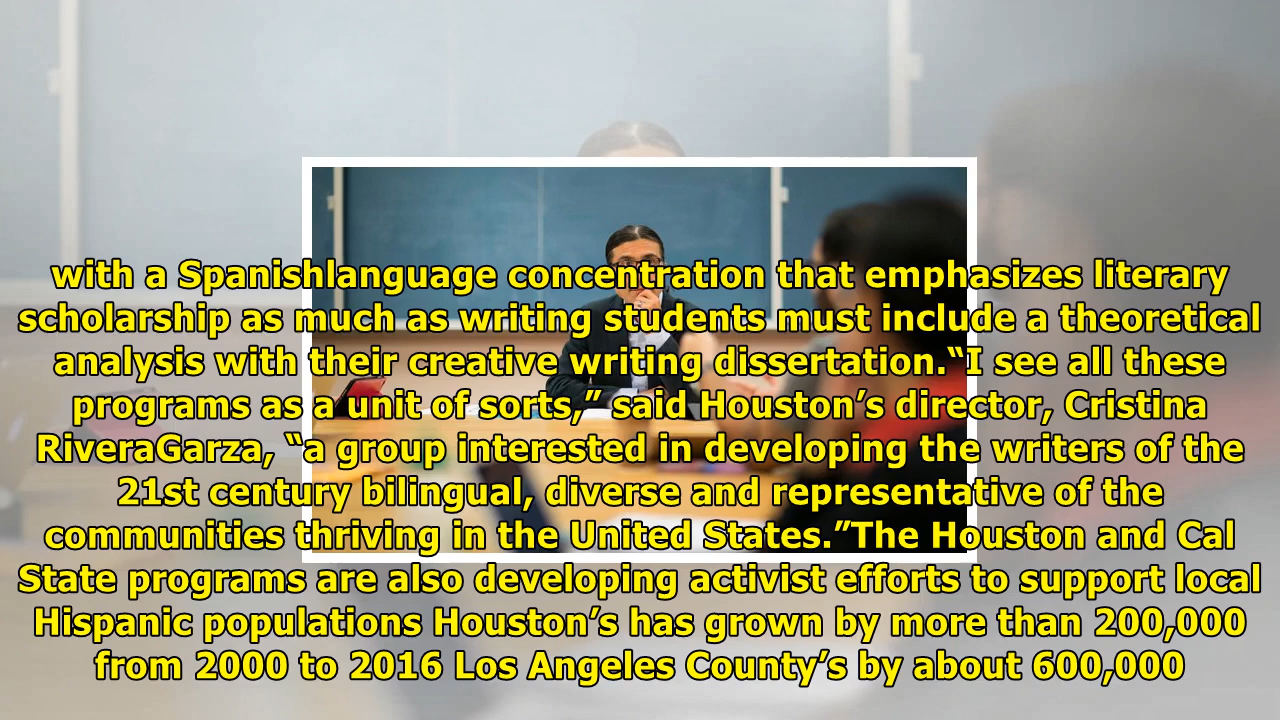 with a Spanishlanguage concentration that emphasizes literary
scholarship as much as writing students must include a theoretical
analysis with their creative writing dissertation.“I see all these
programs as a unit of sorts,” said Houston’s director, Cristina
RiveraGarza, “a group interested in developing the writers of the
21st century bilingual, diverse and representative of the
communities thriving in the United States.”The Houston and Cal
State programs are also developing activist efforts to support local
Hispanic populations Houston’s has grown by more than 200,000
from 2000 to 2016 Los Angeles County’s by about 600,000